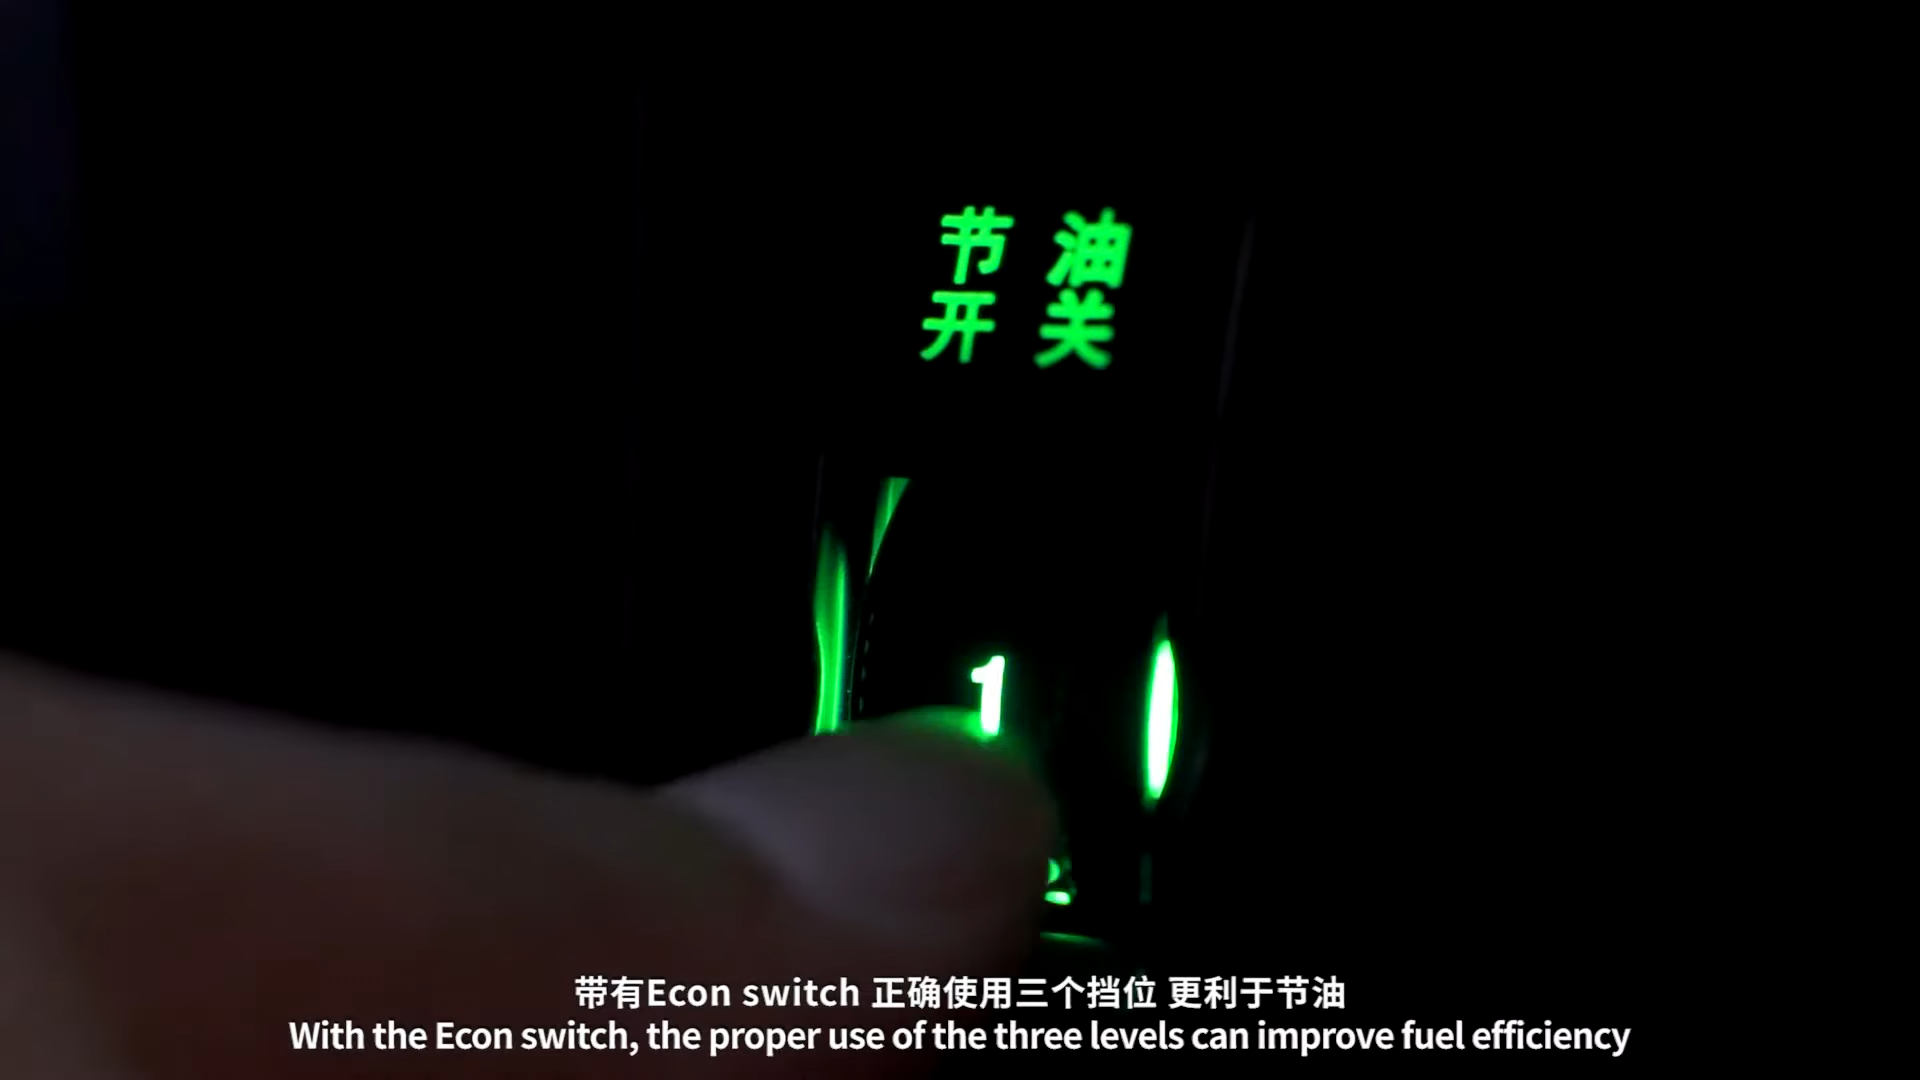 节 油
开 关
1
带有Econ switch 正确使用三个挡位 更利于节油
With the Econ switch, the proper use of the three levels can improve fuel efficiency